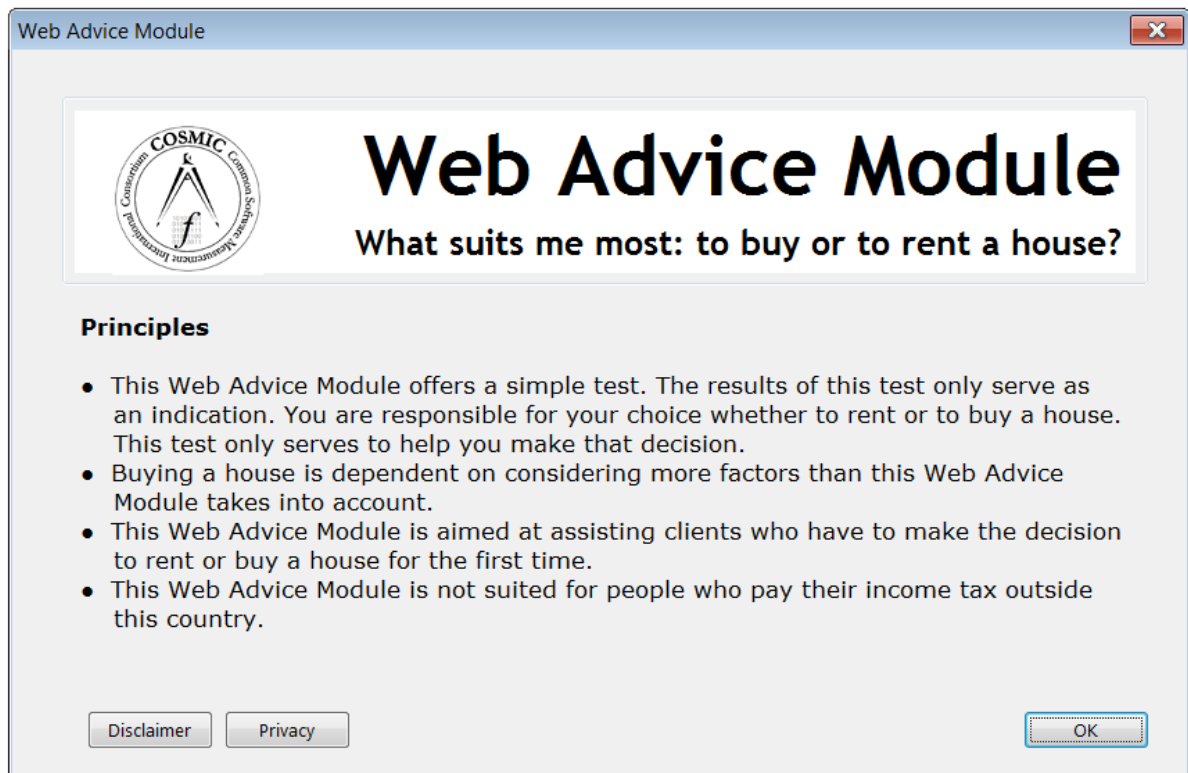 Web Advice Module
COSMIC
Common Software Measurement International Consortium
f
Web Advice Module
What suits me most: to buy or to rent a house?
Principles
● This Web Advice Module offers a simple test. The results of this test only serve as
an indication. You are responsible for your choice whether to rent or to buy a house.
This test only serves to help you make that decision.
● Buying a house is dependent on considering more factors than this Web Advice
Module takes into account.
● This Web Advice Module is aimed at assisting clients who have to make the decision
to rent or buy a house for the first time.
● This Web Advice Module is not suited for people who pay their income tax outside
this country.
Disclaimer Privacy OK